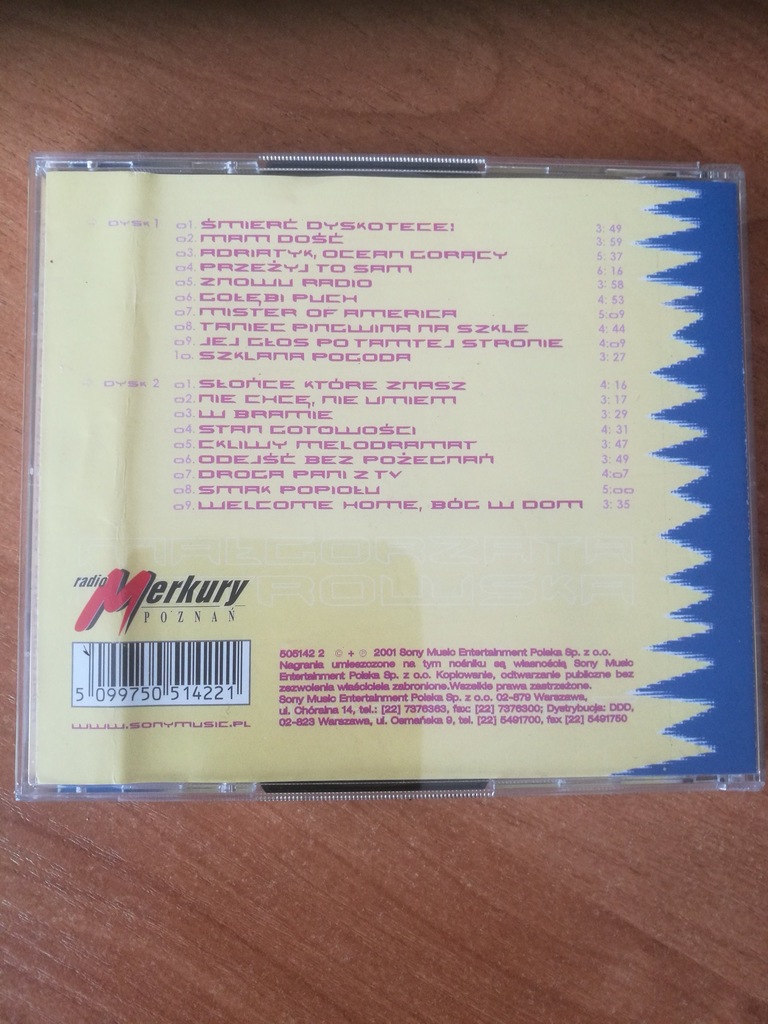 DYSK 1
01. ŚMIERĆ DYSKOTECE! 3:49
02. MAM DOŚĆ 3:59
03. ADRIATYK, OCEAN GORĄCY 5:37
04. PRZEŻYJ TO SAM 6:16
05. ZNOWU RADIO 3:58
06. GOŁĘBI PUCH 4:53
07. MISTER OF AMERICA 5:09
08. TANIEC PINGWINA NA SZKLE 4:44
09. JEJ GŁOS PO TAMTEJ STRONIE 4:09
10. SZKLANA POGODA 3:27
DYSK 2
01. SŁOŃCE KTÓRE ZNASZ 4:16
02. NIE CHCĘ, NIE UMIEM 3:17
03. W BRAMIE 3:29
04. STAN GOTOWOŚCI 4:31
05. CKLIWY MELODRAMAT 3:47
06. ODEJŚĆ BEZ POŻEGNAŃ 3:49
07. DROGA PANI Z TV 4:07
08. SMAK POPIOŁU 5:00
09. WELCOME HOME, BÓG W DOM 3:35
MAŁGORZATA
OSTROWSKA
radio Merkury
POZNAŃ
5 099750 514221
WWW.SONYMUSIC.PL
505142 2 © + ℗ 2001 Sony Music Entertainment Polska Sp. z o.o.
Nagrania umieszczone na tym nośniku są własnością Sony Music
Entertainment Polska Sp. z o.o. Kopiowanie, odtwarzanie publiczne bez
zezwolenia właściciela zabronione.Wszelkie prawa zastrzeżone.
Sony Music Entertainment Polska Sp. z o.o. 02-679 Warszawa,
ul. Chóralna 14, tel.: [22] 7376363, fax: [22] 7376300; Dystrybucja: DDD,
02-823 Warszawa, ul. Osmańska 9, tel. [22] 5491700, fax [22] 5491750